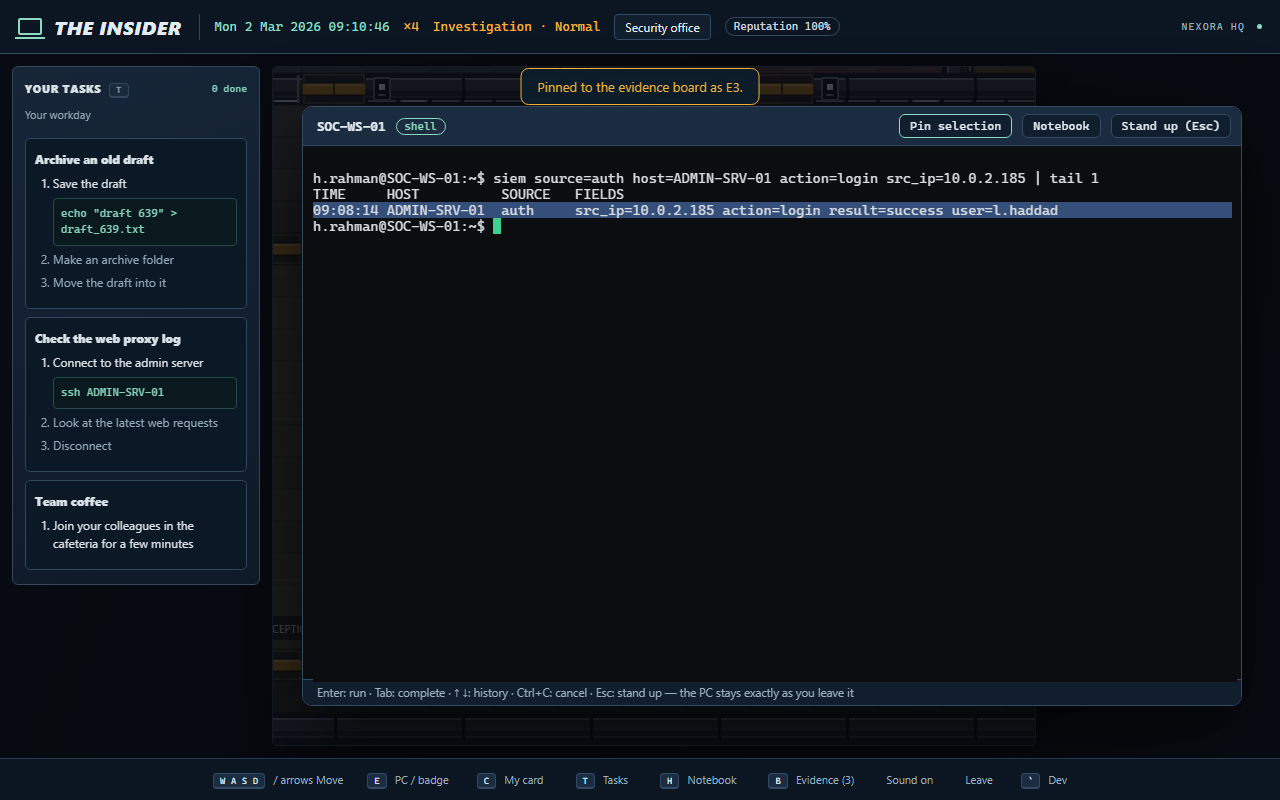 THE INSIDER
Mon 2 Mar 2026 09:10:46 ×4 Investigation · Normal Security office Reputation 100%
NEXORA HQ
YOUR TASKS T 0 done
Your workday
Archive an old draft
1. Save the draft
echo "draft 639" >
draft_639.txt
2. Make an archive folder
3. Move the draft into it
Check the web proxy log
1. Connect to the admin server
ssh ADMIN-SRV-01
2. Look at the latest web requests
3. Disconnect
Team coffee
1. Join your colleagues in the
cafeteria for a few minutes
Pinned to the evidence board as E3.
SOC-WS-01 shell Pin selection Notebook Stand up (Esc)
h.rahman@SOC-WS-01:~$ siem source=auth host=ADMIN-SRV-01 action=login src_ip=10.0.2.185 | tail 1
TIME HOST SOURCE FIELDS
09:08:14 ADMIN-SRV-01 auth src_ip=10.0.2.185 action=login result=success user=l.haddad
h.rahman@SOC-WS-01:~$
Enter: run · Tab: complete · ↑↓: history · Ctrl+C: cancel · Esc: stand up — the PC stays exactly as you leave it
W A S D / arrows Move E PC / badge C My card T Tasks H Notebook B Evidence (3) Sound on Leave ` Dev